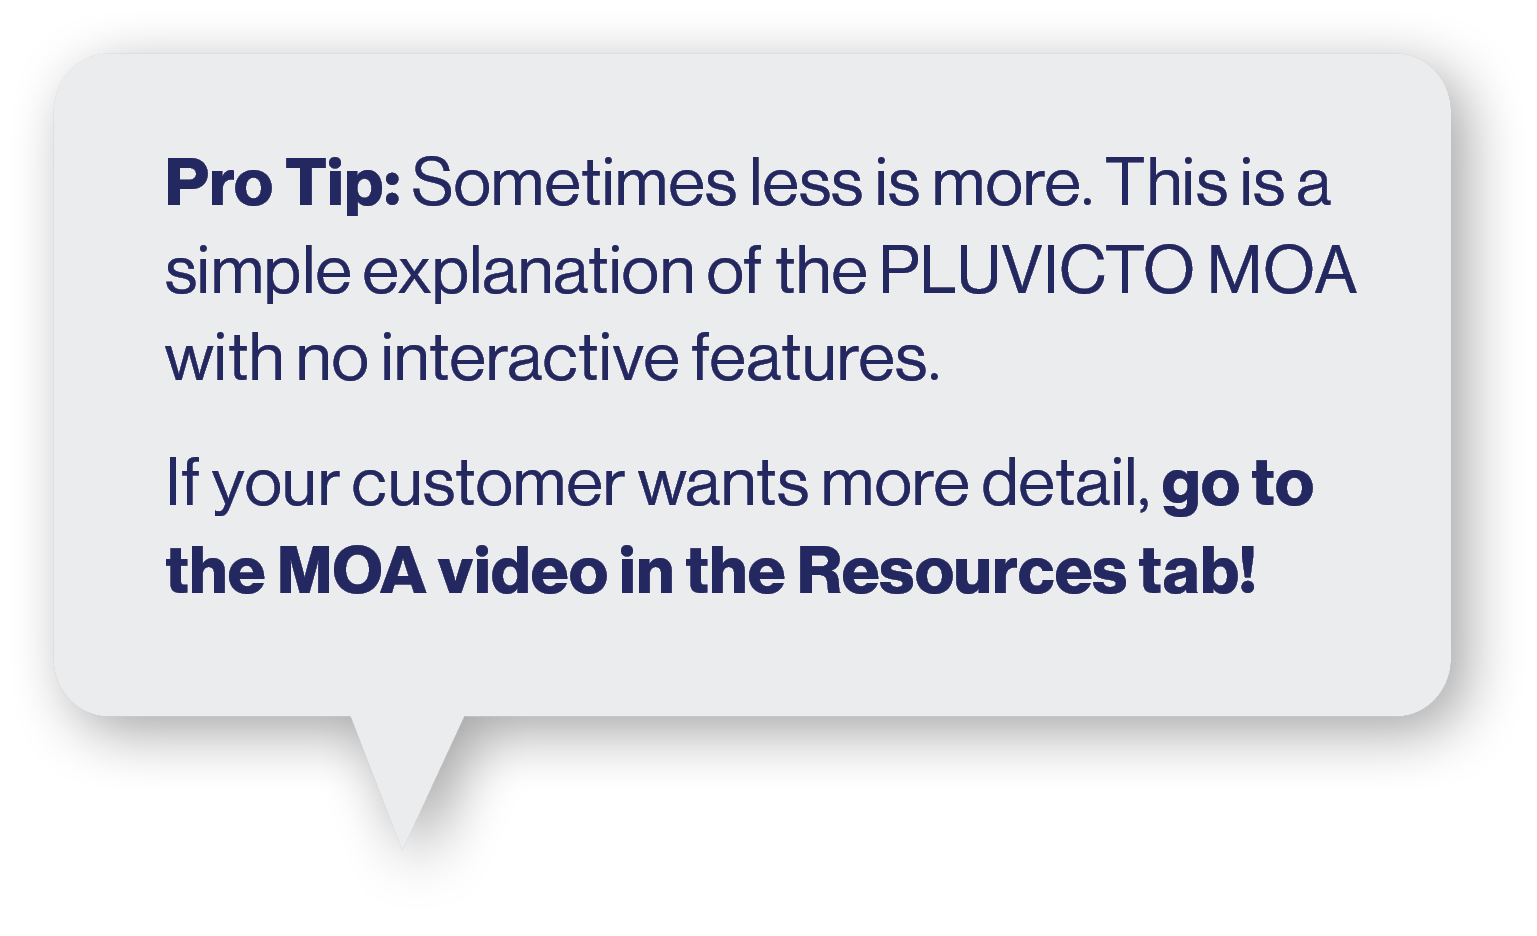 Pro Tip: Sometimes less is more. This is a
simple explanation of the PLUVICTO MOA
with no interactive features.
If your customer wants more detail, go to
the MOA video in the Resources tab!